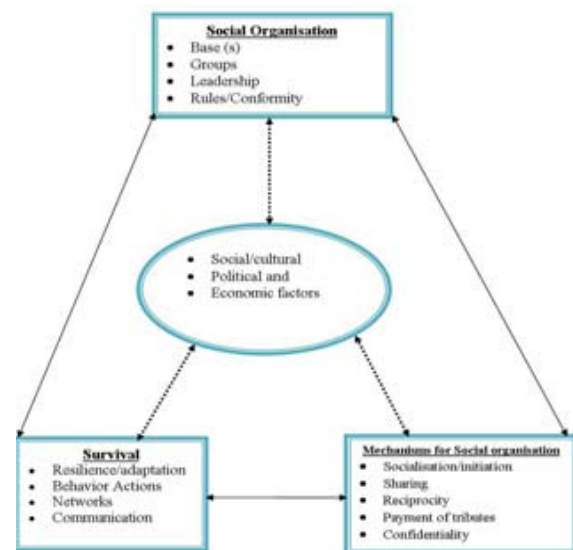 Social Organisation
• Base (s)
• Groups
• Leadership
• Rules/Conformity
• Social/cultural
• Political and
• Economic factors
Survival
• Resilience/adaptation
• Behavior Actions
• Networks
• Communication
Mechanisms for Social organisation
• Socialisation/initiation
• Sharing
• Reciprocity
• Payment of tributes
• Confidentiality